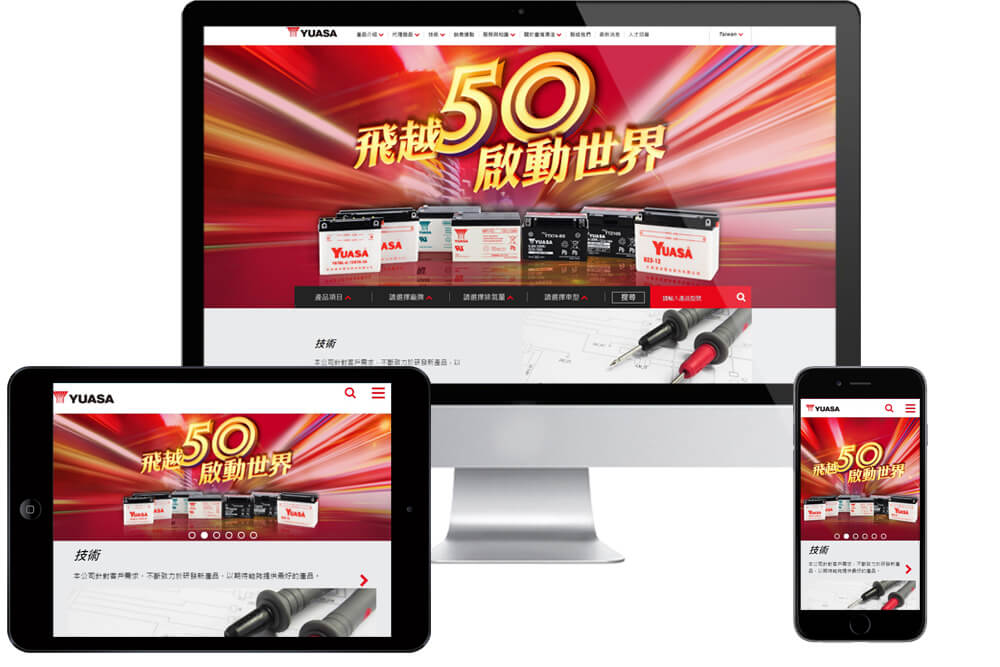 YUASA
產品介紹 代理商品 技術 銷售據點 服務與知識 關於臺灣湯淺 聯絡我們 最新消息 人才招募 Taiwan
飛越50
啟動世界
YUASA
YUASA
YUASA
YUASA
產品項目 請選擇廠牌 請選擇排氣量 請選擇車型 搜尋 請輸入產品型號
技術
本公司針對客戶需求,不斷致力於研發新產品,以
YUASA
飛越50
啟動世界
YUASA
技術
本公司針對客戶需求,不斷致力於研發新產品,以期待能夠提供最好的產品。
YUASA
飛越50
啟動世界
技術
本公司針對客戶需求,不斷致力於研發新產
品,以期待能夠提供最好的產品。